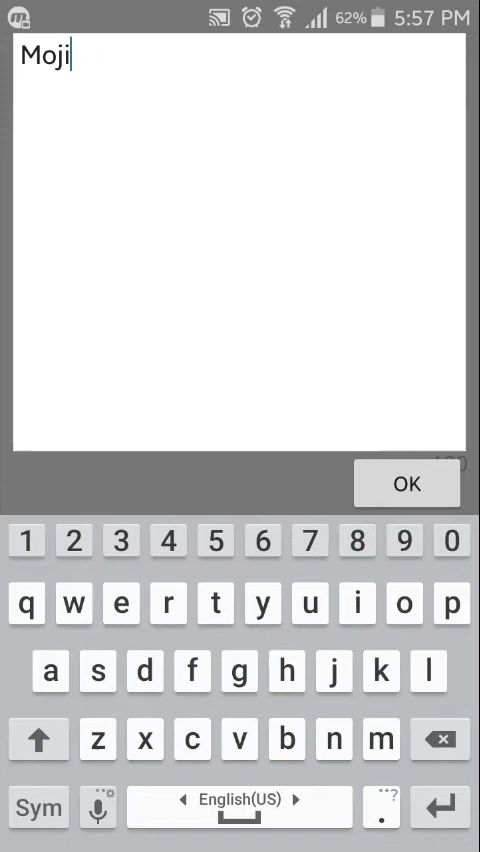 62% 5:57 PM
Moji
OK
1 2 3 4 5 6 7 8 9 0
q w e r t y u i o p
a s d f g h j k l
z x c v b n m
Sym English(US) . ?